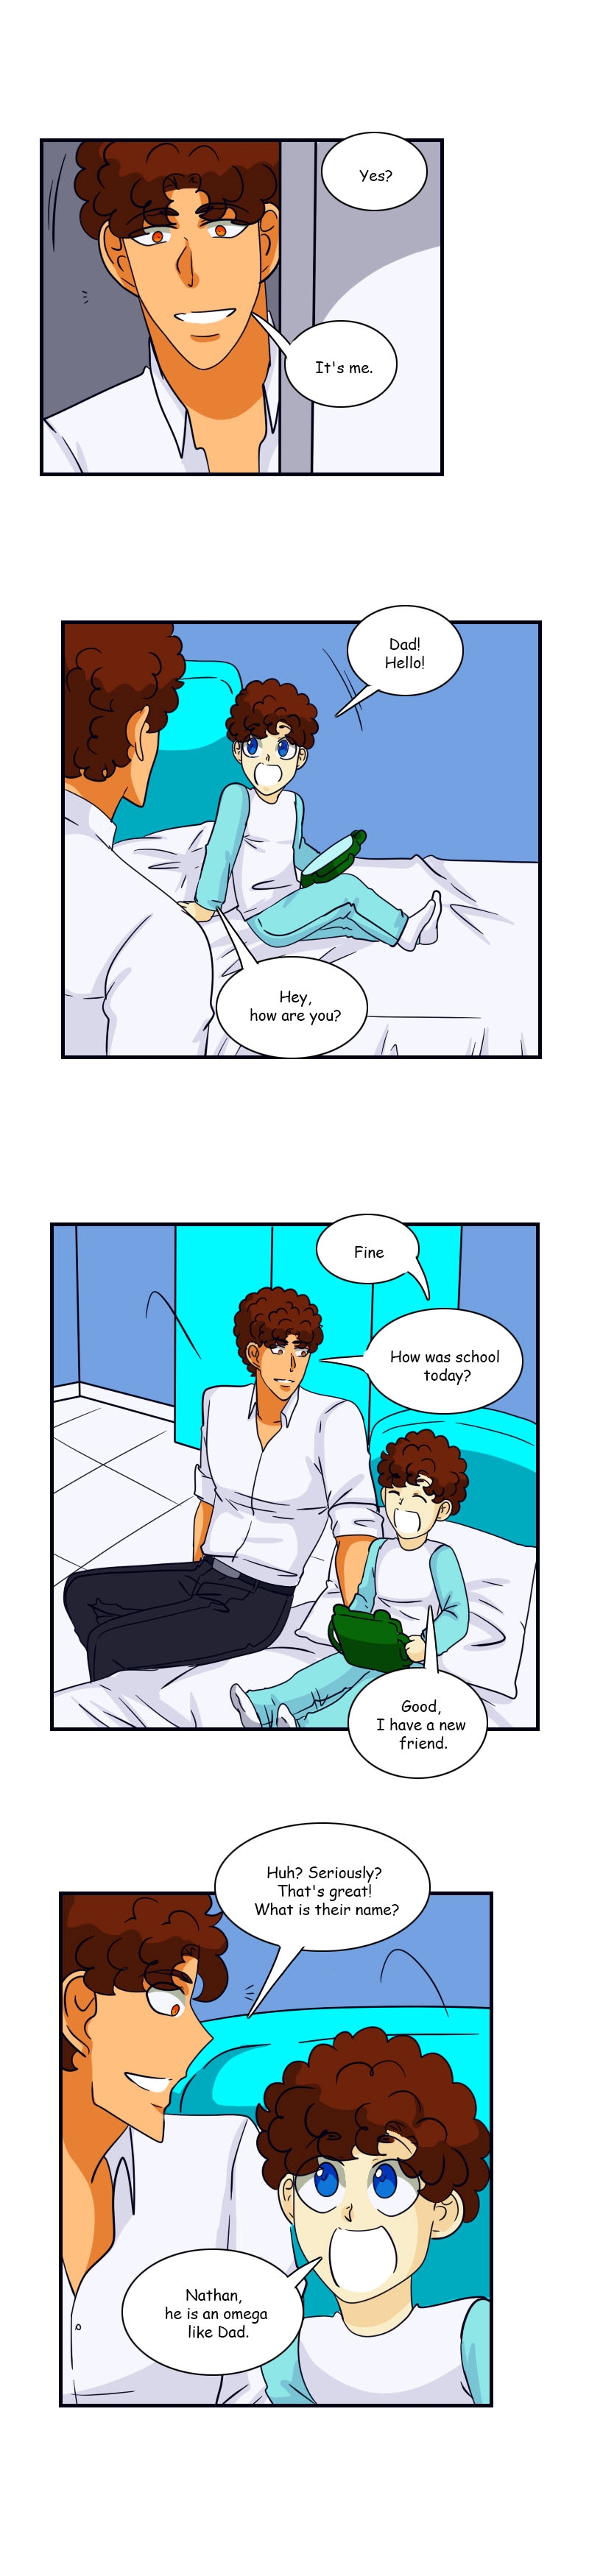 Yes?
It's me.
Dad!
Hello!
Hey,
how are you?
Fine
How was school
today?
Good,
I have a new
friend.
Huh? Seriously?
That's great!
What is their name?
Nathan,
he is an omega
like Dad.